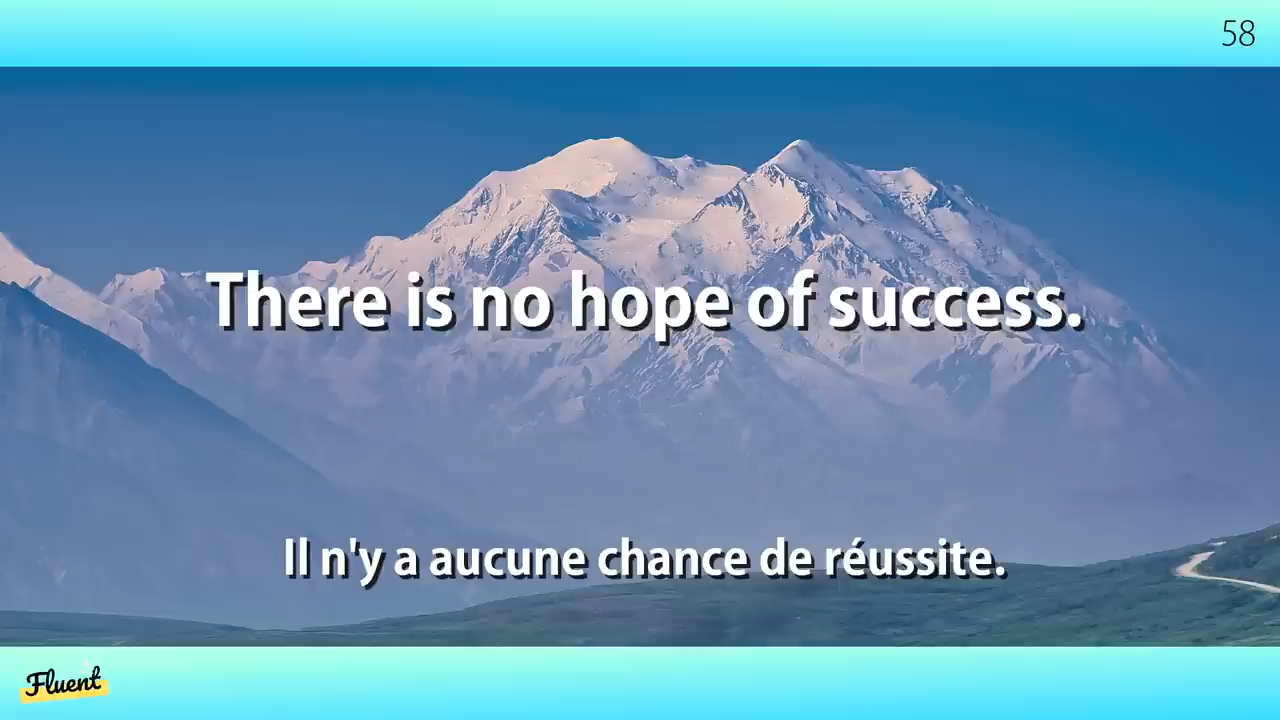 58
There is no hope of success.
Il n'y a aucune chance de réussite.
Fluent